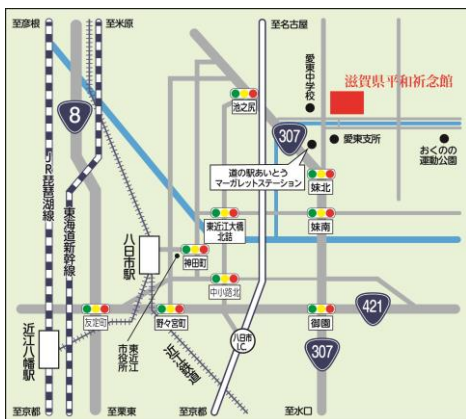 至彦根
至米原
至名古屋
愛東中学校
滋賀県平和祈念館
池之尻
8
307
愛東支所
おくのの
運動公園
道の駅あいとう
マーガレットステーション
妹北
JR琵琶湖線
東海道新幹線
八日市駅
東近江大橋
北詰
妹南
神田町
中小路北
421
友定町
野々宮町
御園
東近江
市役所
近江鉄道
八日市
I.C.
近江八幡駅
307
至京都
至栗東
至京都
至水口